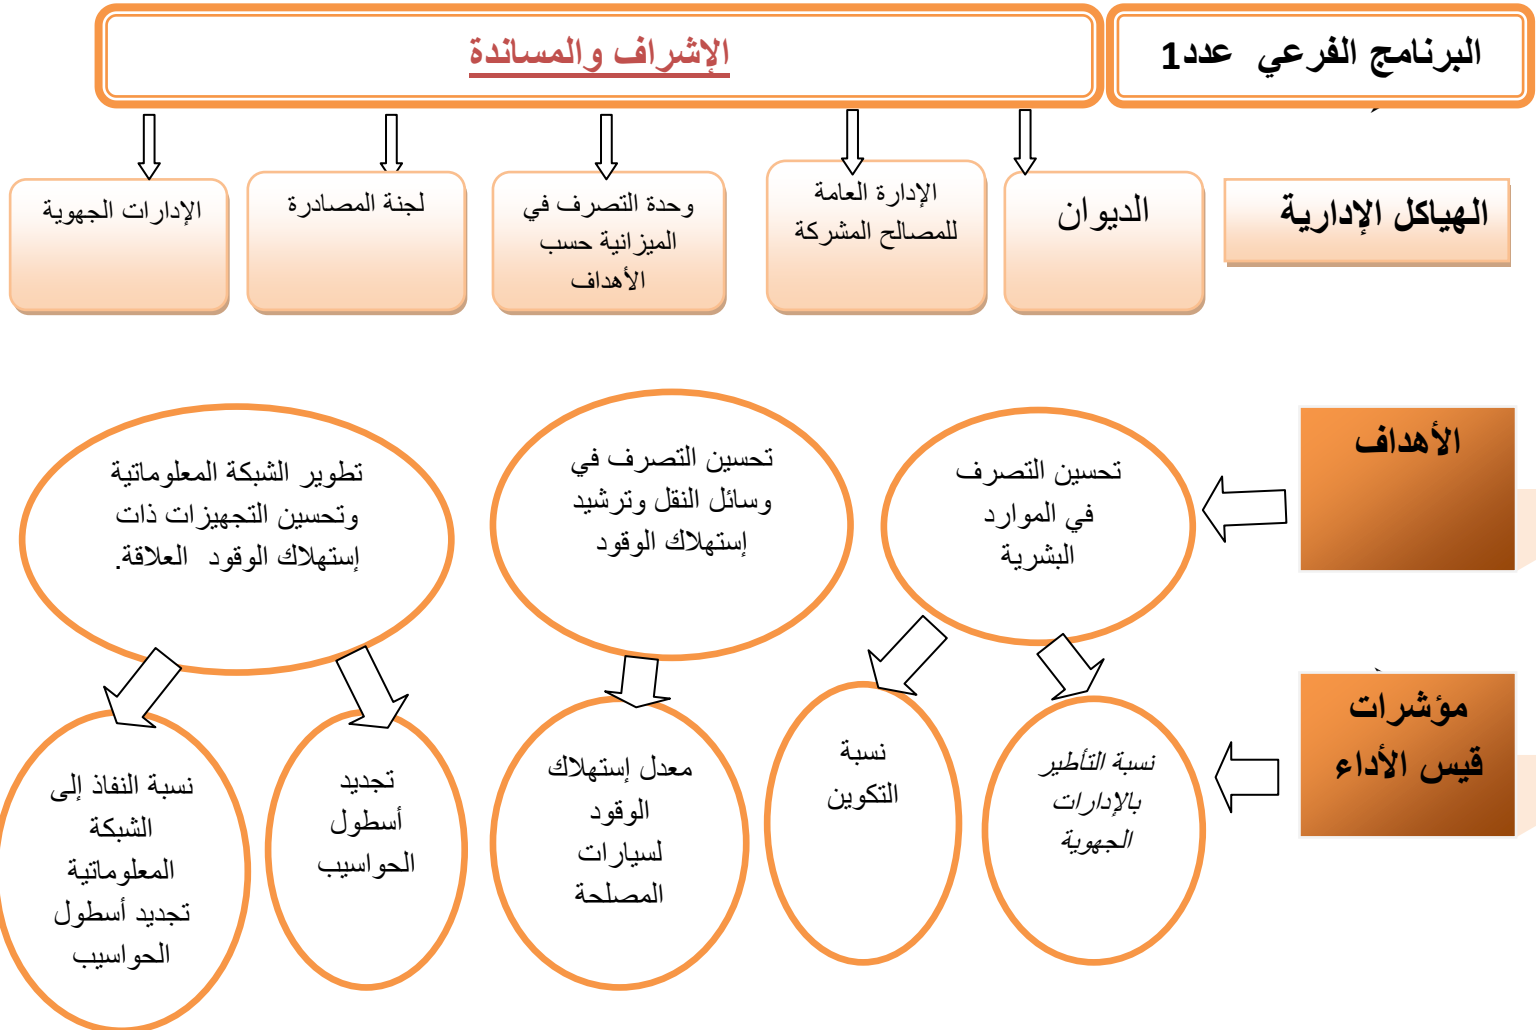 البرنامج الفرعي عدد1
الإشراف والمساندة
الهياكل الإدارية
الديوان
الإدارة العامة
للمصالح المشركة
وحدة التصرف في
الميزانية حسب
الأهداف
لجنة المصادرة
الإدارات الجهوية
الأهداف
تحسين التصرف
في الموارد
البشرية
تحسين التصرف في
وسائل النقل وترشيد
إستهلاك الوقود
تطوير الشبكة المعلوماتية
وتحسين التجهيزات ذات
إستهلاك الوقود العلاقة.
مؤشرات
قيس الأداء
نسبة التأطير
بالإدارات
الجهوية
نسبة
التكوين
معدل إستهلاك
الوقود
لسيارات
المصلحة
تجديد
أسطول
الحواسيب
نسبة النفاذ إلى
الشبكة
المعلوماتية
تجديد أسطول
الحواسيب